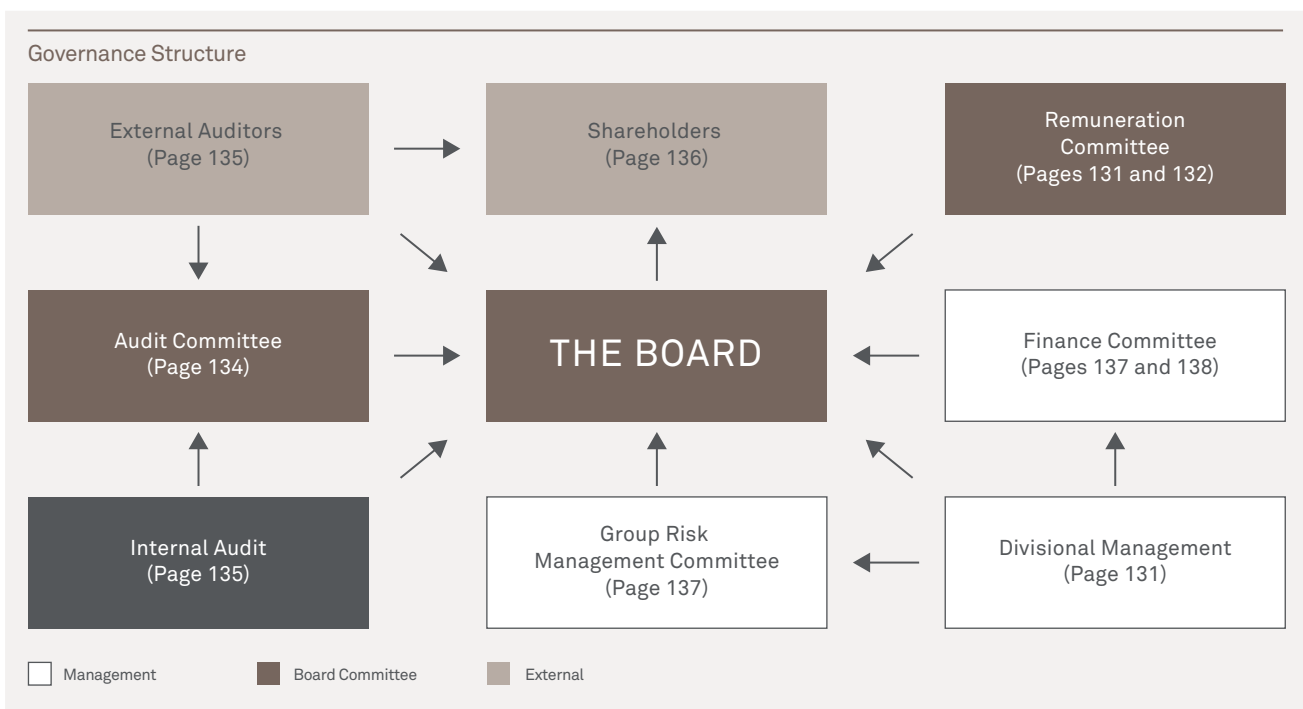 Governance Structure
External Auditors
(Page 135)
Shareholders
(Page 136)
Remuneration
Committee
(Pages 131 and 132)
Audit Committee
(Page 134)
THE BOARD
Finance Committee
(Pages 137 and 138)
Internal Audit
(Page 135)
Group Risk
Management Committee
(Page 137)
Divisional Management
(Page 131)
Management
Board Committee
External